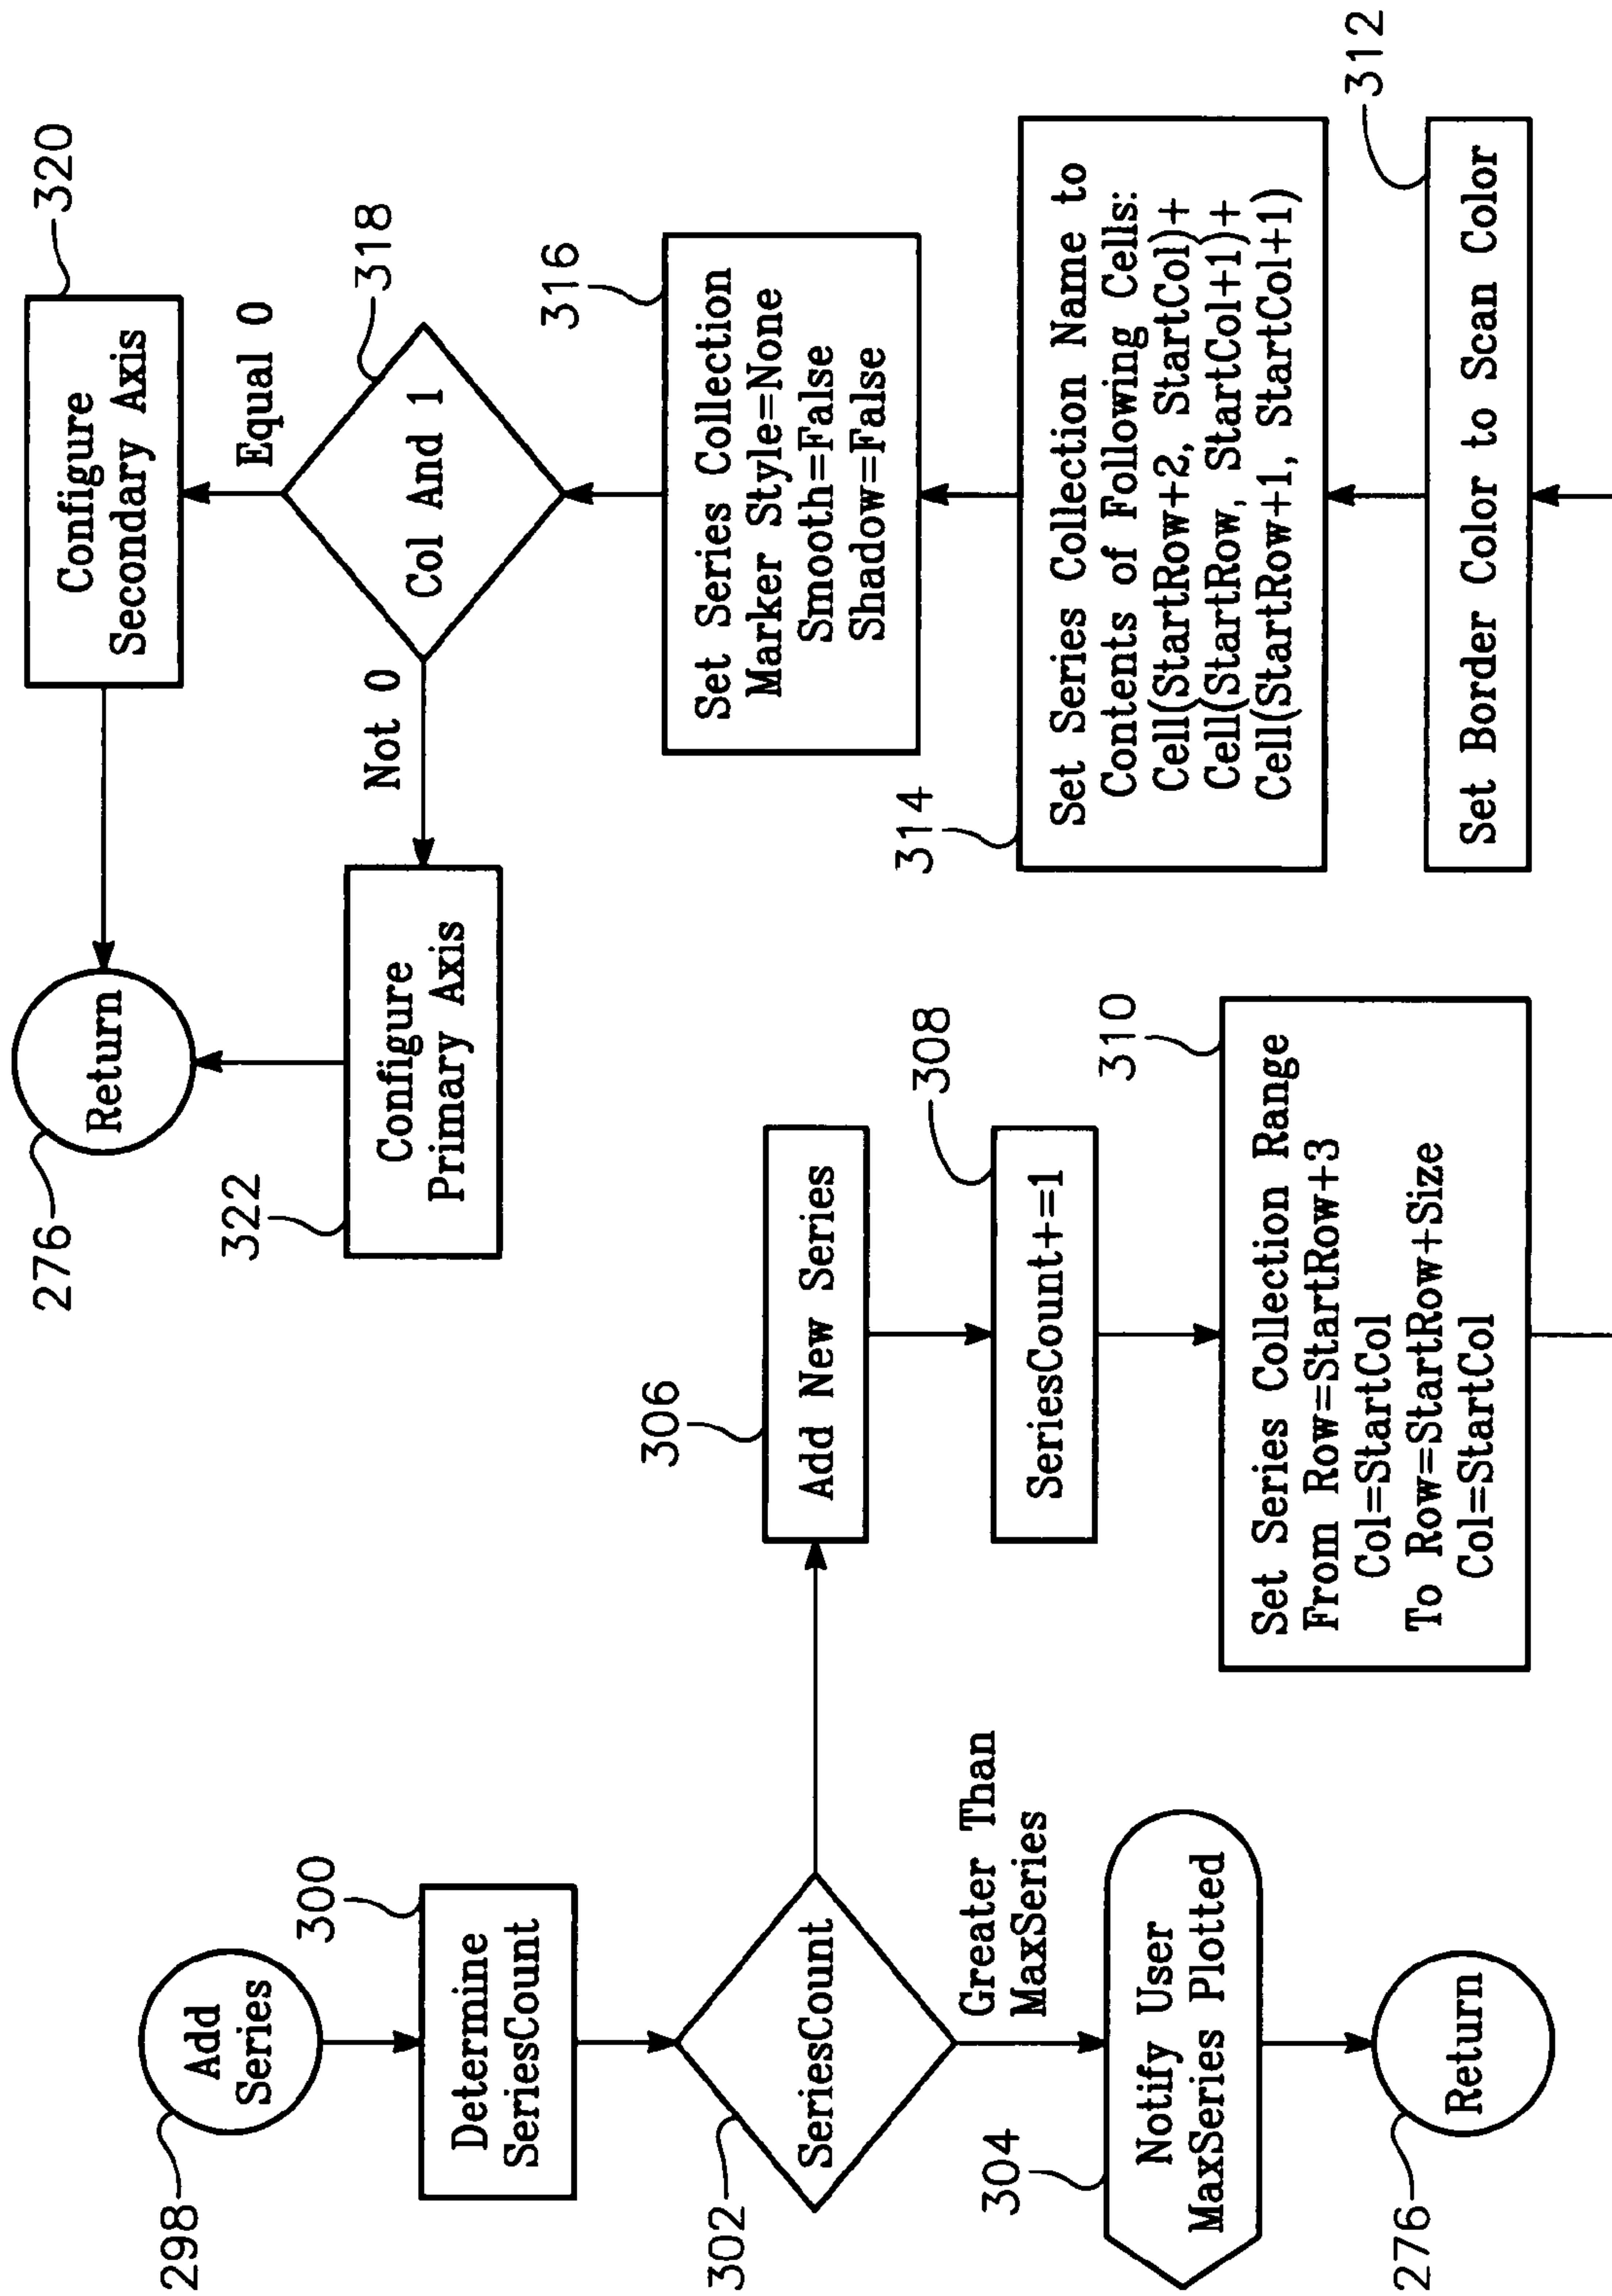 298
Add
Series
300
Determine
SeriesCount
302
SeriesCount
Greater Than
MaxSeries
304
Notify User
MaxSeries Plotted
276
Return
306
Add New Series
308
SeriesCount+=1
310
Set Series Collection Range
From Row=StartRow+3
Col=StartCol
To Row=StartRow+Size
Col=StartCol
312
Set Border Color to Scan Color
314
Set Series Collection Name to
Contents of Following Cells:
Cell(StartRow+2, StartCol)+
Cell(StartRow, StartCol+1)+
Cell(StartRow+1, StartCol+1)
316
Set Series Collection
Marker Style=None
Smooth=False
Shadow=False
318
Col And 1
Equal 0
Not 0
320
Configure
Secondary Axis
322
Configure
Primary Axis
276
Return